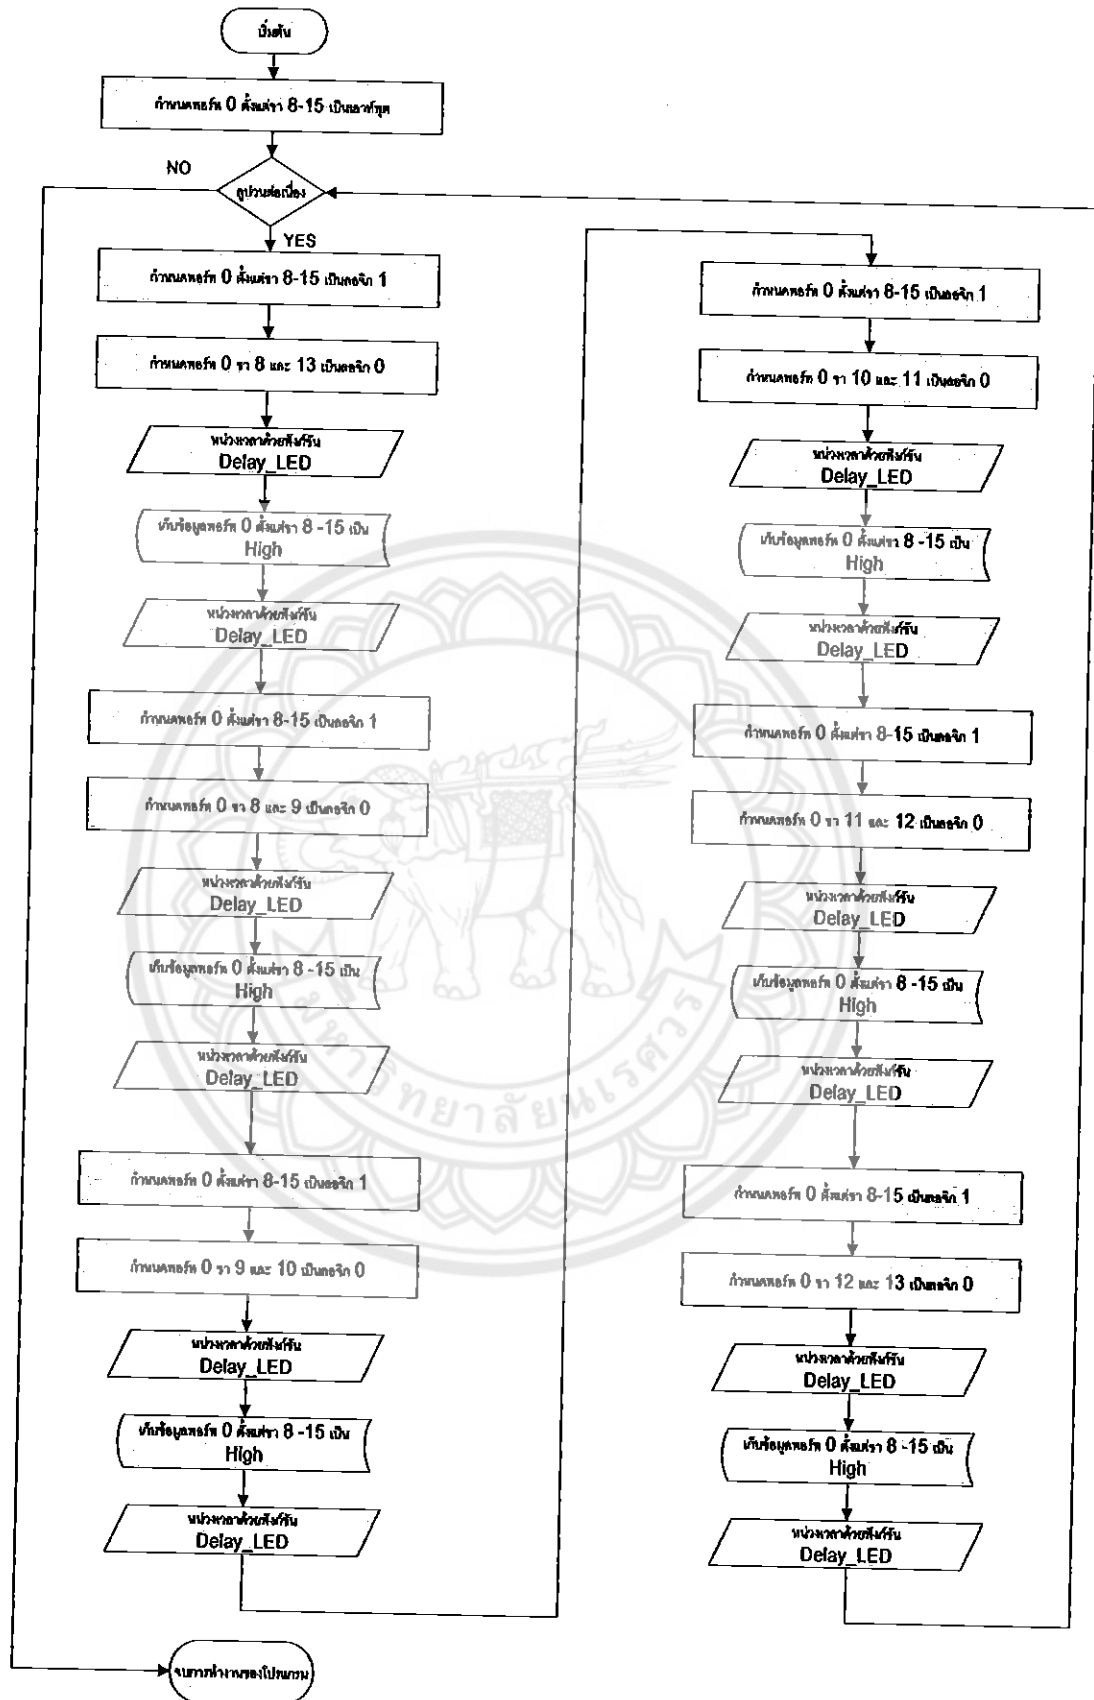 เริ่มต้น
กำหนดพอร์ท 0 ตั้งแต่ขา 8-15 เป็นเอาท์พุต
NO
ลูปวนต่อเนื่อง
YES
กำหนดพอร์ท 0 ตั้งแต่ขา 8-15 เป็นลอจิก 1
กำหนดพอร์ท 0 ขา 8 และ 13 เป็นลอจิก 0
หน่วงเวลาด้วยฟังก์ชัน
Delay_LED
เก็บข้อมูลพอร์ท 0 ตั้งแต่ขา 8 -15 เป็น
High
หน่วงเวลาด้วยฟังก์ชัน
Delay_LED
กำหนดพอร์ท 0 ตั้งแต่ขา 8-15 เป็นลอจิก 1
กำหนดพอร์ท 0 ขา 8 และ 9 เป็นลอจิก 0
หน่วงเวลาด้วยฟังก์ชัน
Delay_LED
เก็บข้อมูลพอร์ท 0 ตั้งแต่ขา 8 -15 เป็น
High
หน่วงเวลาด้วยฟังก์ชัน
Delay_LED
กำหนดพอร์ท 0 ตั้งแต่ขา 8-15 เป็นลอจิก 1
กำหนดพอร์ท 0 ขา 9 และ 10 เป็นลอจิก 0
หน่วงเวลาด้วยฟังก์ชัน
Delay_LED
เก็บข้อมูลพอร์ท 0 ตั้งแต่ขา 8 -15 เป็น
High
หน่วงเวลาด้วยฟังก์ชัน
Delay_LED
กำหนดพอร์ท 0 ตั้งแต่ขา 8-15 เป็นลอจิก 1
กำหนดพอร์ท 0 ขา 10 และ 11 เป็นลอจิก 0
หน่วงเวลาด้วยฟังก์ชัน
Delay_LED
เก็บข้อมูลพอร์ท 0 ตั้งแต่ขา 8 -15 เป็น
High
หน่วงเวลาด้วยฟังก์ชัน
Delay_LED
กำหนดพอร์ท 0 ตั้งแต่ขา 8-15 เป็นลอจิก 1
กำหนดพอร์ท 0 ขา 11 และ 12 เป็นลอจิก 0
หน่วงเวลาด้วยฟังก์ชัน
Delay_LED
เก็บข้อมูลพอร์ท 0 ตั้งแต่ขา 8 -15 เป็น
High
หน่วงเวลาด้วยฟังก์ชัน
Delay_LED
กำหนดพอร์ท 0 ตั้งแต่ขา 8-15 เป็นลอจิก 1
กำหนดพอร์ท 0 ขา 12 และ 13 เป็นลอจิก 0
หน่วงเวลาด้วยฟังก์ชัน
Delay_LED
เก็บข้อมูลพอร์ท 0 ตั้งแต่ขา 8 -15 เป็น
High
หน่วงเวลาด้วยฟังก์ชัน
Delay_LED
จบการทำงานของโปรแกรม
มหาวิทยาลัยนเรศวร